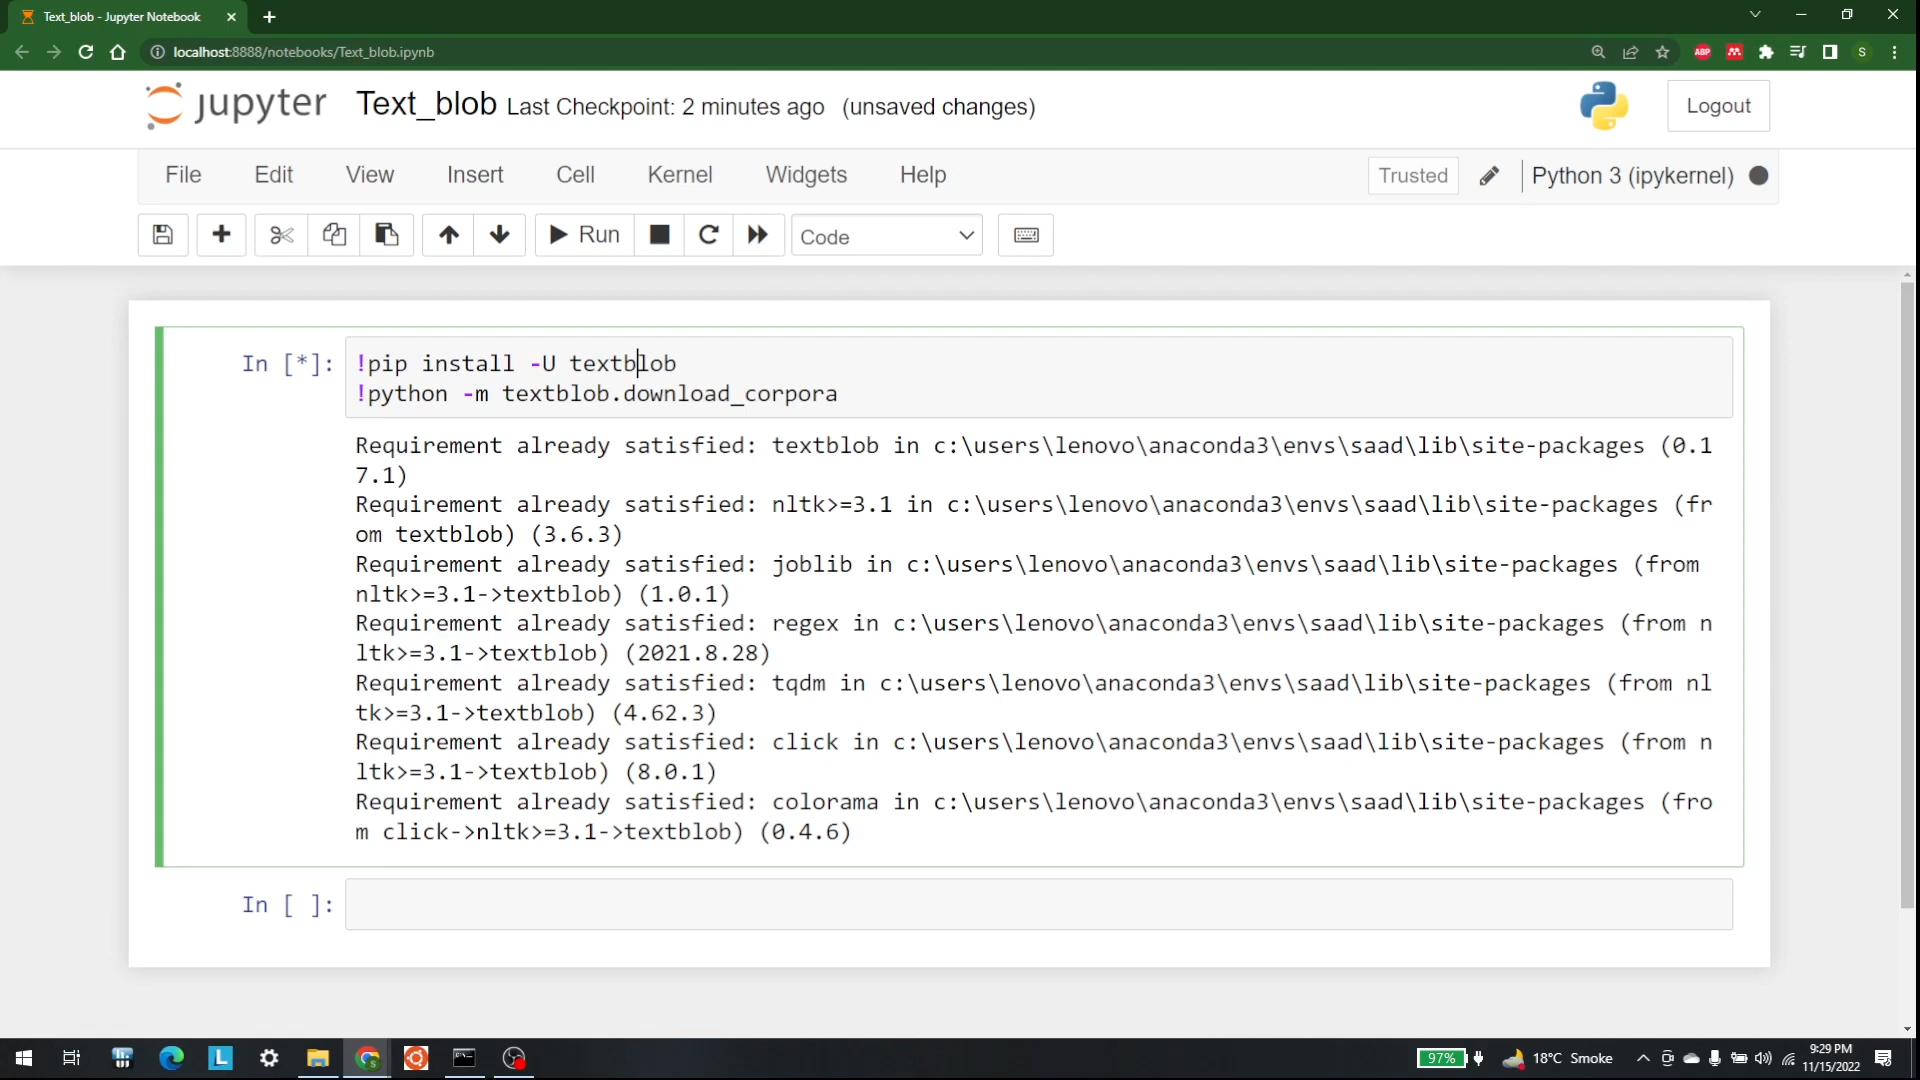 Text_blob - Jupyter Notebook
localhost:8888/notebooks/Text_blob.ipynb
ABP
S
jupyter Text_blob Last Checkpoint: 2 minutes ago (unsaved changes)
Logout
File Edit View Insert Cell Kernel Widgets Help
Trusted Python 3 (ipykernel)
Run Code
In [*]: !pip install -U textblob
!python -m textblob.download_corpora
Requirement already satisfied: textblob in c:\users\lenovo\anaconda3\envs\saad\lib\site-packages (0.1
7.1)
Requirement already satisfied: nltk>=3.1 in c:\users\lenovo\anaconda3\envs\saad\lib\site-packages (fr
om textblob) (3.6.3)
Requirement already satisfied: joblib in c:\users\lenovo\anaconda3\envs\saad\lib\site-packages (from
nltk>=3.1->textblob) (1.0.1)
Requirement already satisfied: regex in c:\users\lenovo\anaconda3\envs\saad\lib\site-packages (from n
ltk>=3.1->textblob) (2021.8.28)
Requirement already satisfied: tqdm in c:\users\lenovo\anaconda3\envs\saad\lib\site-packages (from nl
tk>=3.1->textblob) (4.62.3)
Requirement already satisfied: click in c:\users\lenovo\anaconda3\envs\saad\lib\site-packages (from n
ltk>=3.1->textblob) (8.0.1)
Requirement already satisfied: colorama in c:\users\lenovo\anaconda3\envs\saad\lib\site-packages (fro
m click->nltk>=3.1->textblob) (0.4.6)
In [ ]:
L
97%
18°C Smoke
9:29 PM
11/15/2022